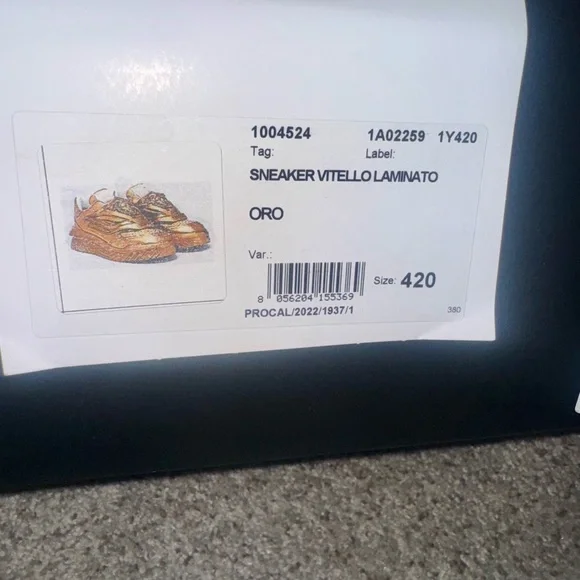 1004524 1A02259 1Y420
Tag: Label:
SNEAKER VITELLO LAMINATO
ORO
Var.:
Size: 420
8 056204 155369
PROCAL/2022/1937/1
380